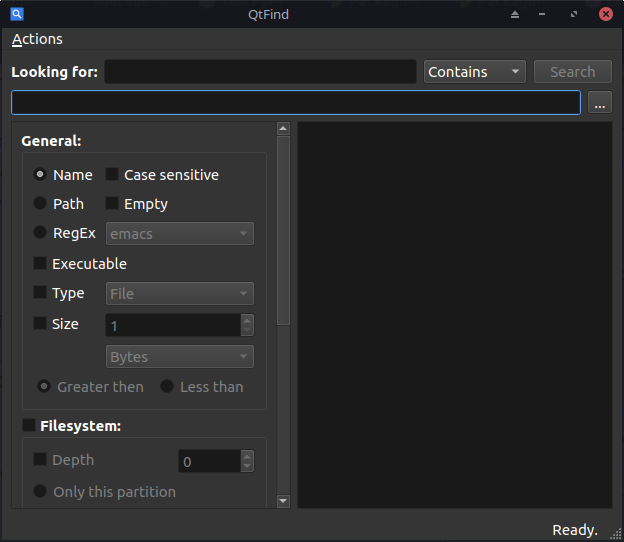 QtFind
Actions
Looking for: Contains Search
...
General:
Name Case sensitive
Path Empty
RegEx emacs
Executable
Type File
Size 1
Bytes
Greater then Less than
Filesystem:
Depth 0
Only this partition
Ready.